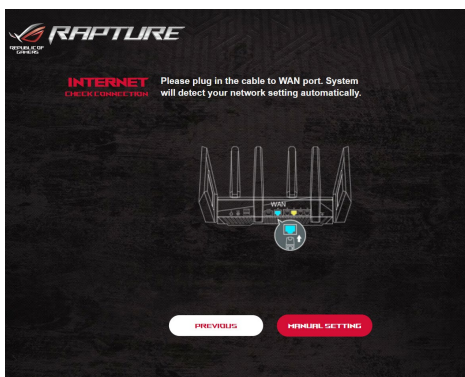 RAPTURE
REPUBLIC OF
GAMERS
INTERNET
CHECK CONNECTION
Please plug in the cable to WAN port. System
will detect your network setting automatically.
WAN
PREVIOUS
MANUAL SETTING